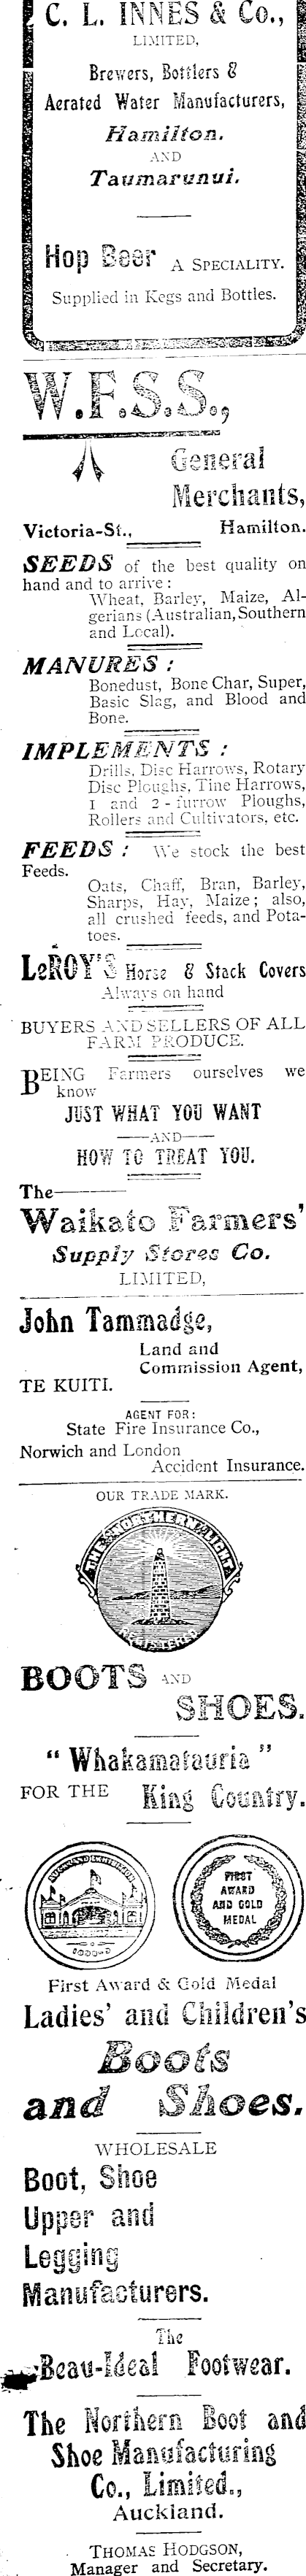 C. L. INNES & Co.,
LIMITED,
Brewers, Bottlers &
Aerated Water Manufacturers,
Hamilton.
AND
Taumarunui.
Hop Beer A SPECIALITY.
Supplied in Kegs and Bottles.
W.F.S.S.,
General
Merchants,
Victoria-St., Hamilton.
SEEDS of the best quality on
hand and to arrive :
Wheat, Barley, Maize, Al-
gerians (Australian, Southern
and Local).
MANURES :
Bonedust, Bone Char, Super,
Basic Slag, and Blood and
Bone.
IMPLEMENTS :
Drills, Disc Harrows, Rotary
Disc Ploughs, Tine Harrows,
1 and 2-furrow Ploughs,
Rollers and Cultivators, etc.
FEEDS : We stock the best
Feeds.
Oats, Chaff, Bran, Barley,
Sharps, Hay, Maize; also,
all crushed feeds, and Pota-
toes.
LeROY'S Horse & Stack Covers
Always on hand
BUYERS AND SELLERS OF ALL
FARM PRODUCE.
BEING Farmers ourselves we
know
JUST WHAT YOU WANT
—AND—
HOW TO TREAT YOU.
The
Waikato Farmers'
Supply Stores Co.
LIMITED,
John Tammadge,
Land and
Commission Agent,
TE KUITI.
AGENT FOR:
State Fire Insurance Co.,
Norwich and London
Accident Insurance.
OUR TRADE MARK.
THE NORTHERN LIGHT
REGISTERED
BOOTS AND
SHOES.
"Whakamatauria"
FOR THE King Country.
AUCKLAND EXHIBITION
FIRST
AWARD
AND GOLD
MEDAL
First Award & Gold Medal
Ladies' and Children's
Boots
and Shoes.
WHOLESALE
Boot, Shoe
Upper and
Legging
Manufacturers.
The
Beau-Ideal Footwear.
The Northern Boot and
Shoe Manufacturing
Co., Limited.,
Auckland.
THOMAS HODGSON,
Manager and Secretary.